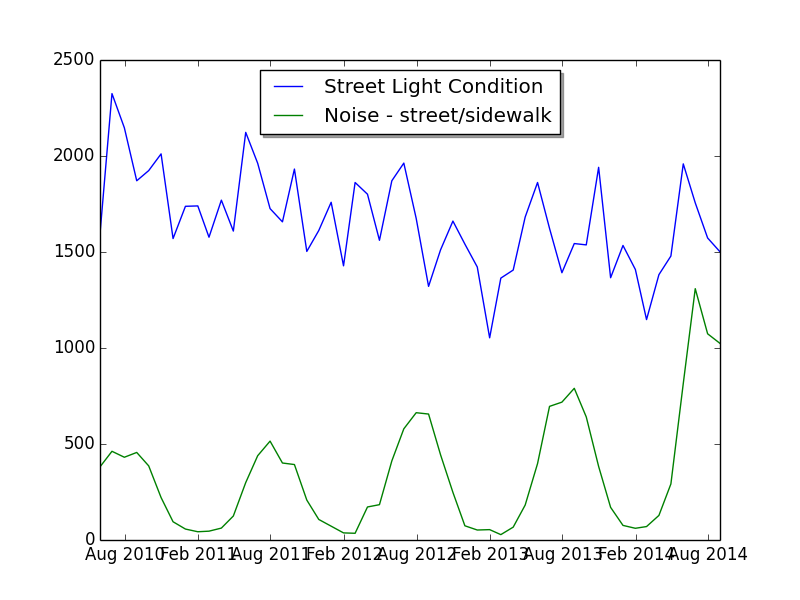 2500
2000
1500
1000
500
0
Street Light Condition
Noise - street/sidewalk
Aug 2010 Feb 2011 Aug 2011 Feb 2012 Aug 2012 Feb 2013 Aug 2013 Feb 2014 Aug 2014